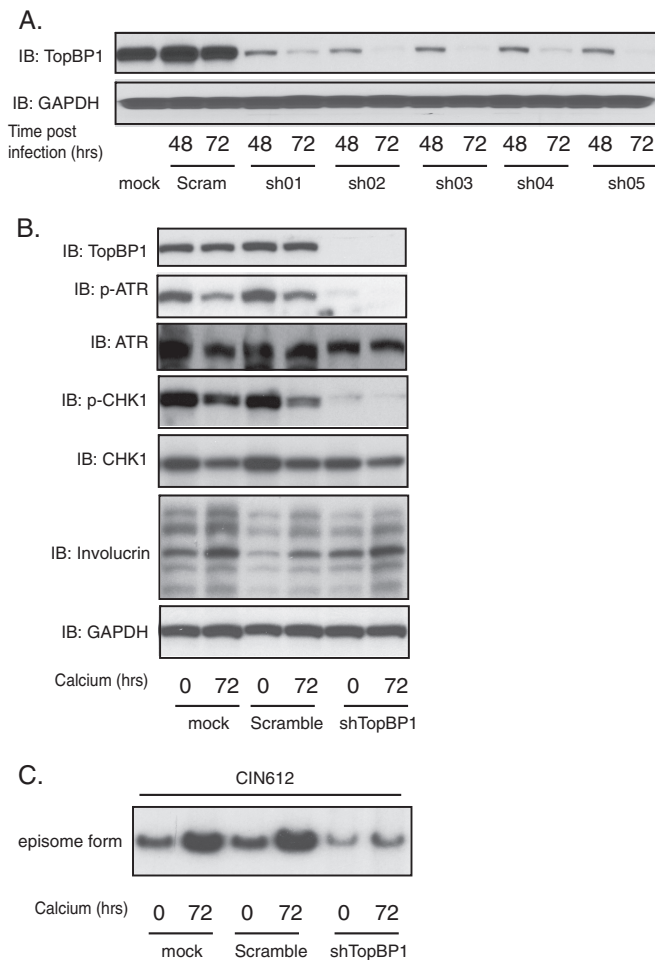 A.
IB: TopBP1
IB: GAPDH
Time post
infection (hrs)
48 72 48 72 48 72 48 72 48 72 48 72
mock Scram sh01 sh02 sh03 sh04 sh05
B.
IB: TopBP1
IB: p-ATR
IB: ATR
IB: p-CHK1
IB: CHK1
IB: Involucrin
IB: GAPDH
Calcium (hrs) 0 72 0 72 0 72
mock Scramble shTopBP1
C.
CIN612
episome form
Calcium (hrs) 0 72 0 72 0 72
mock Scramble shTopBP1